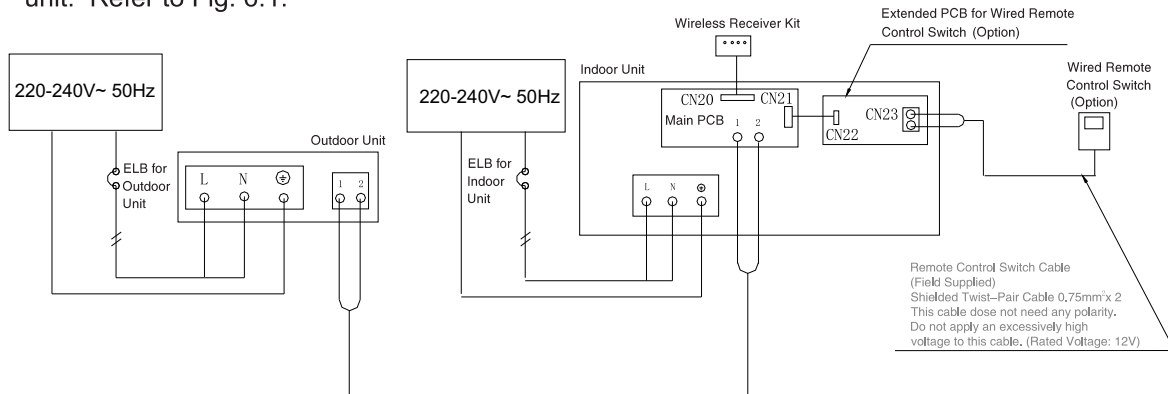 unit. Refer to Fig. 6.1.
220-240V~ 50Hz
ELB for
Outdoor
Unit
Outdoor Unit
L N
1 2
220-240V~ 50Hz
ELB for
Indoor
Unit
Wireless Receiver Kit
Indoor Unit
CN20 CN21
Main PCB 1 2
L N
Extended PCB for Wired Remote
Control Switch (Option)
CN23
CN22
Wired Remote
Control Switch
(Option)
Remote Control Switch Cable
(Field Supplied)
Shielded Twist-Pair Cable 0.75mm²x 2
This cable dose not need any polarity.
Do not apply an excessively high
voltage to this cable. (Rated Voltage: 12V)